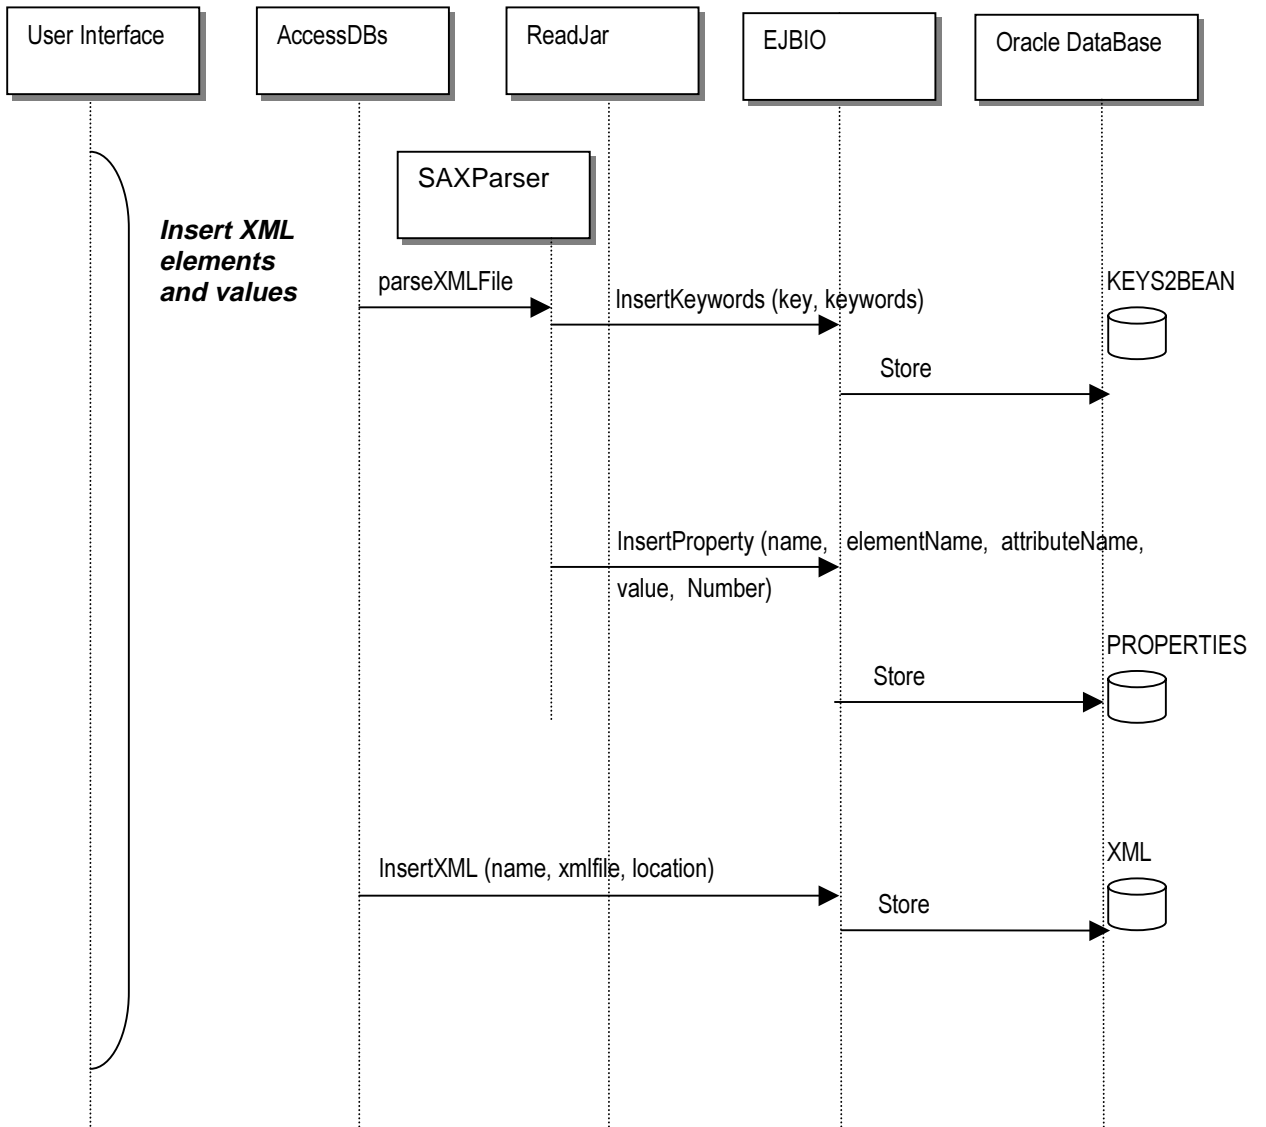 User Interface
AccessDBs
ReadJar
EJBIO
Oracle DataBase
SAXParser
Insert XML
elements
and values
parseXMLFile
InsertKeywords (key, keywords)
KEYS2BEAN
Store
InsertProperty (name, elementName, attributeName,
value, Number)
PROPERTIES
Store
InsertXML (name, xmlfile, location)
XML
Store